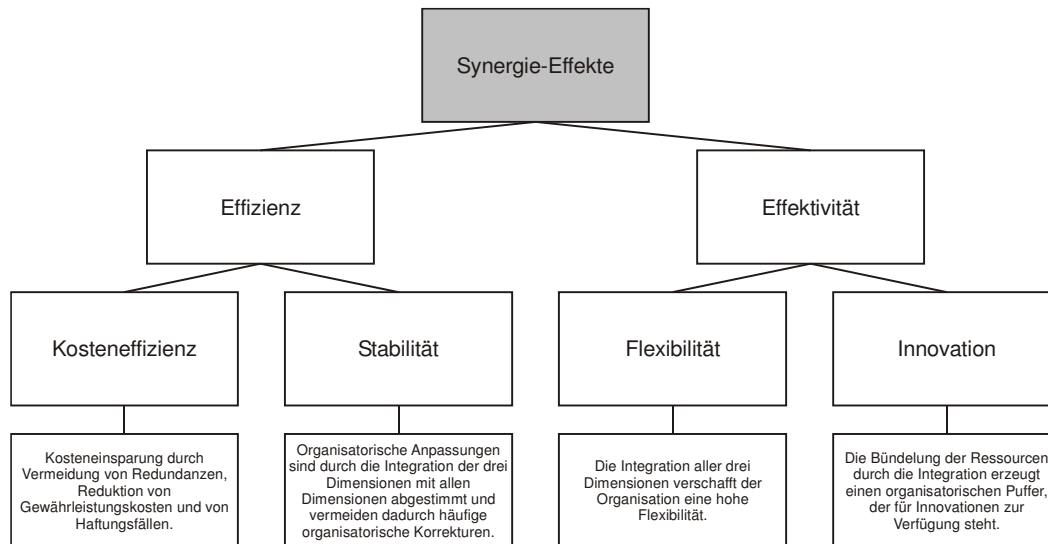 Synergie-Effekte
Effizienz
Effektivität
Kosteneffizienz
Stabilität
Flexibilität
Innovation
Kosteneinsparung durch
Vermeidung von Redundanzen,
Reduktion von
Gewährleistungskosten und von
Haftungsfällen.
Organisatorische Anpassungen
sind durch die Integration der drei
Dimensionen mit allen
Dimensionen abgestimmt und
vermeiden dadurch häufige
organisatorische Korrekturen.
Die Integration aller drei
Dimensionen verschafft der
Organisation eine hohe
Flexibilität.
Die Bündelung der Ressourcen
durch die Integration erzeugt
einen organisatorischen Puffer,
der für Innovationen zur
Verfügung steht.